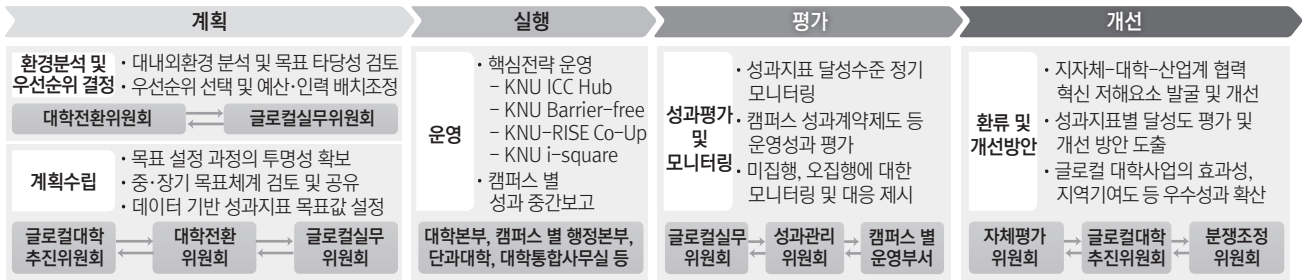 계획
환경분석 및
우선순위 결정
· 대내외환경 분석 및 목표 타당성 검토
· 우선순위 선택 및 예산·인력 배치조정
대학전환위원회
글로컬실무위원회
계획수립
· 목표 설정 과정의 투명성 확보
· 중·장기 목표체계 검토 및 공유
· 데이터 기반 성과지표 목표값 설정
글로컬대학
추진위원회
대학전환
위원회
글로컬실무
위원회
실행
운영
· 핵심전략 운영
– KNU ICC Hub
– KNU Barrier-free
– KNU-RISE Co-Up
– KNU i-square
· 캠퍼스 별
성과 중간보고
대학본부, 캠퍼스 별 행정본부,
단과대학, 대학통합사무실 등
평가
성과평가
및
모니터링
· 성과지표 달성수준 정기
모니터링
· 캠퍼스 성과계약제도 등
운영성과 평가
· 미집행, 오집행에 대한
모니터링 및 대응 제시
글로컬실무
위원회
성과관리
위원회
캠퍼스 별
운영부서
개선
환류 및
개선방안
· 지자체-대학-산업계 협력
혁신 저해요소 발굴 및 개선
· 성과지표별 달성도 평가 및
개선 방안 도출
· 글로컬 대학사업의 효과성,
지역기여도 등 우수성과 확산
자체평가
위원회
글로컬대학
추진위원회
분쟁조정
위원회